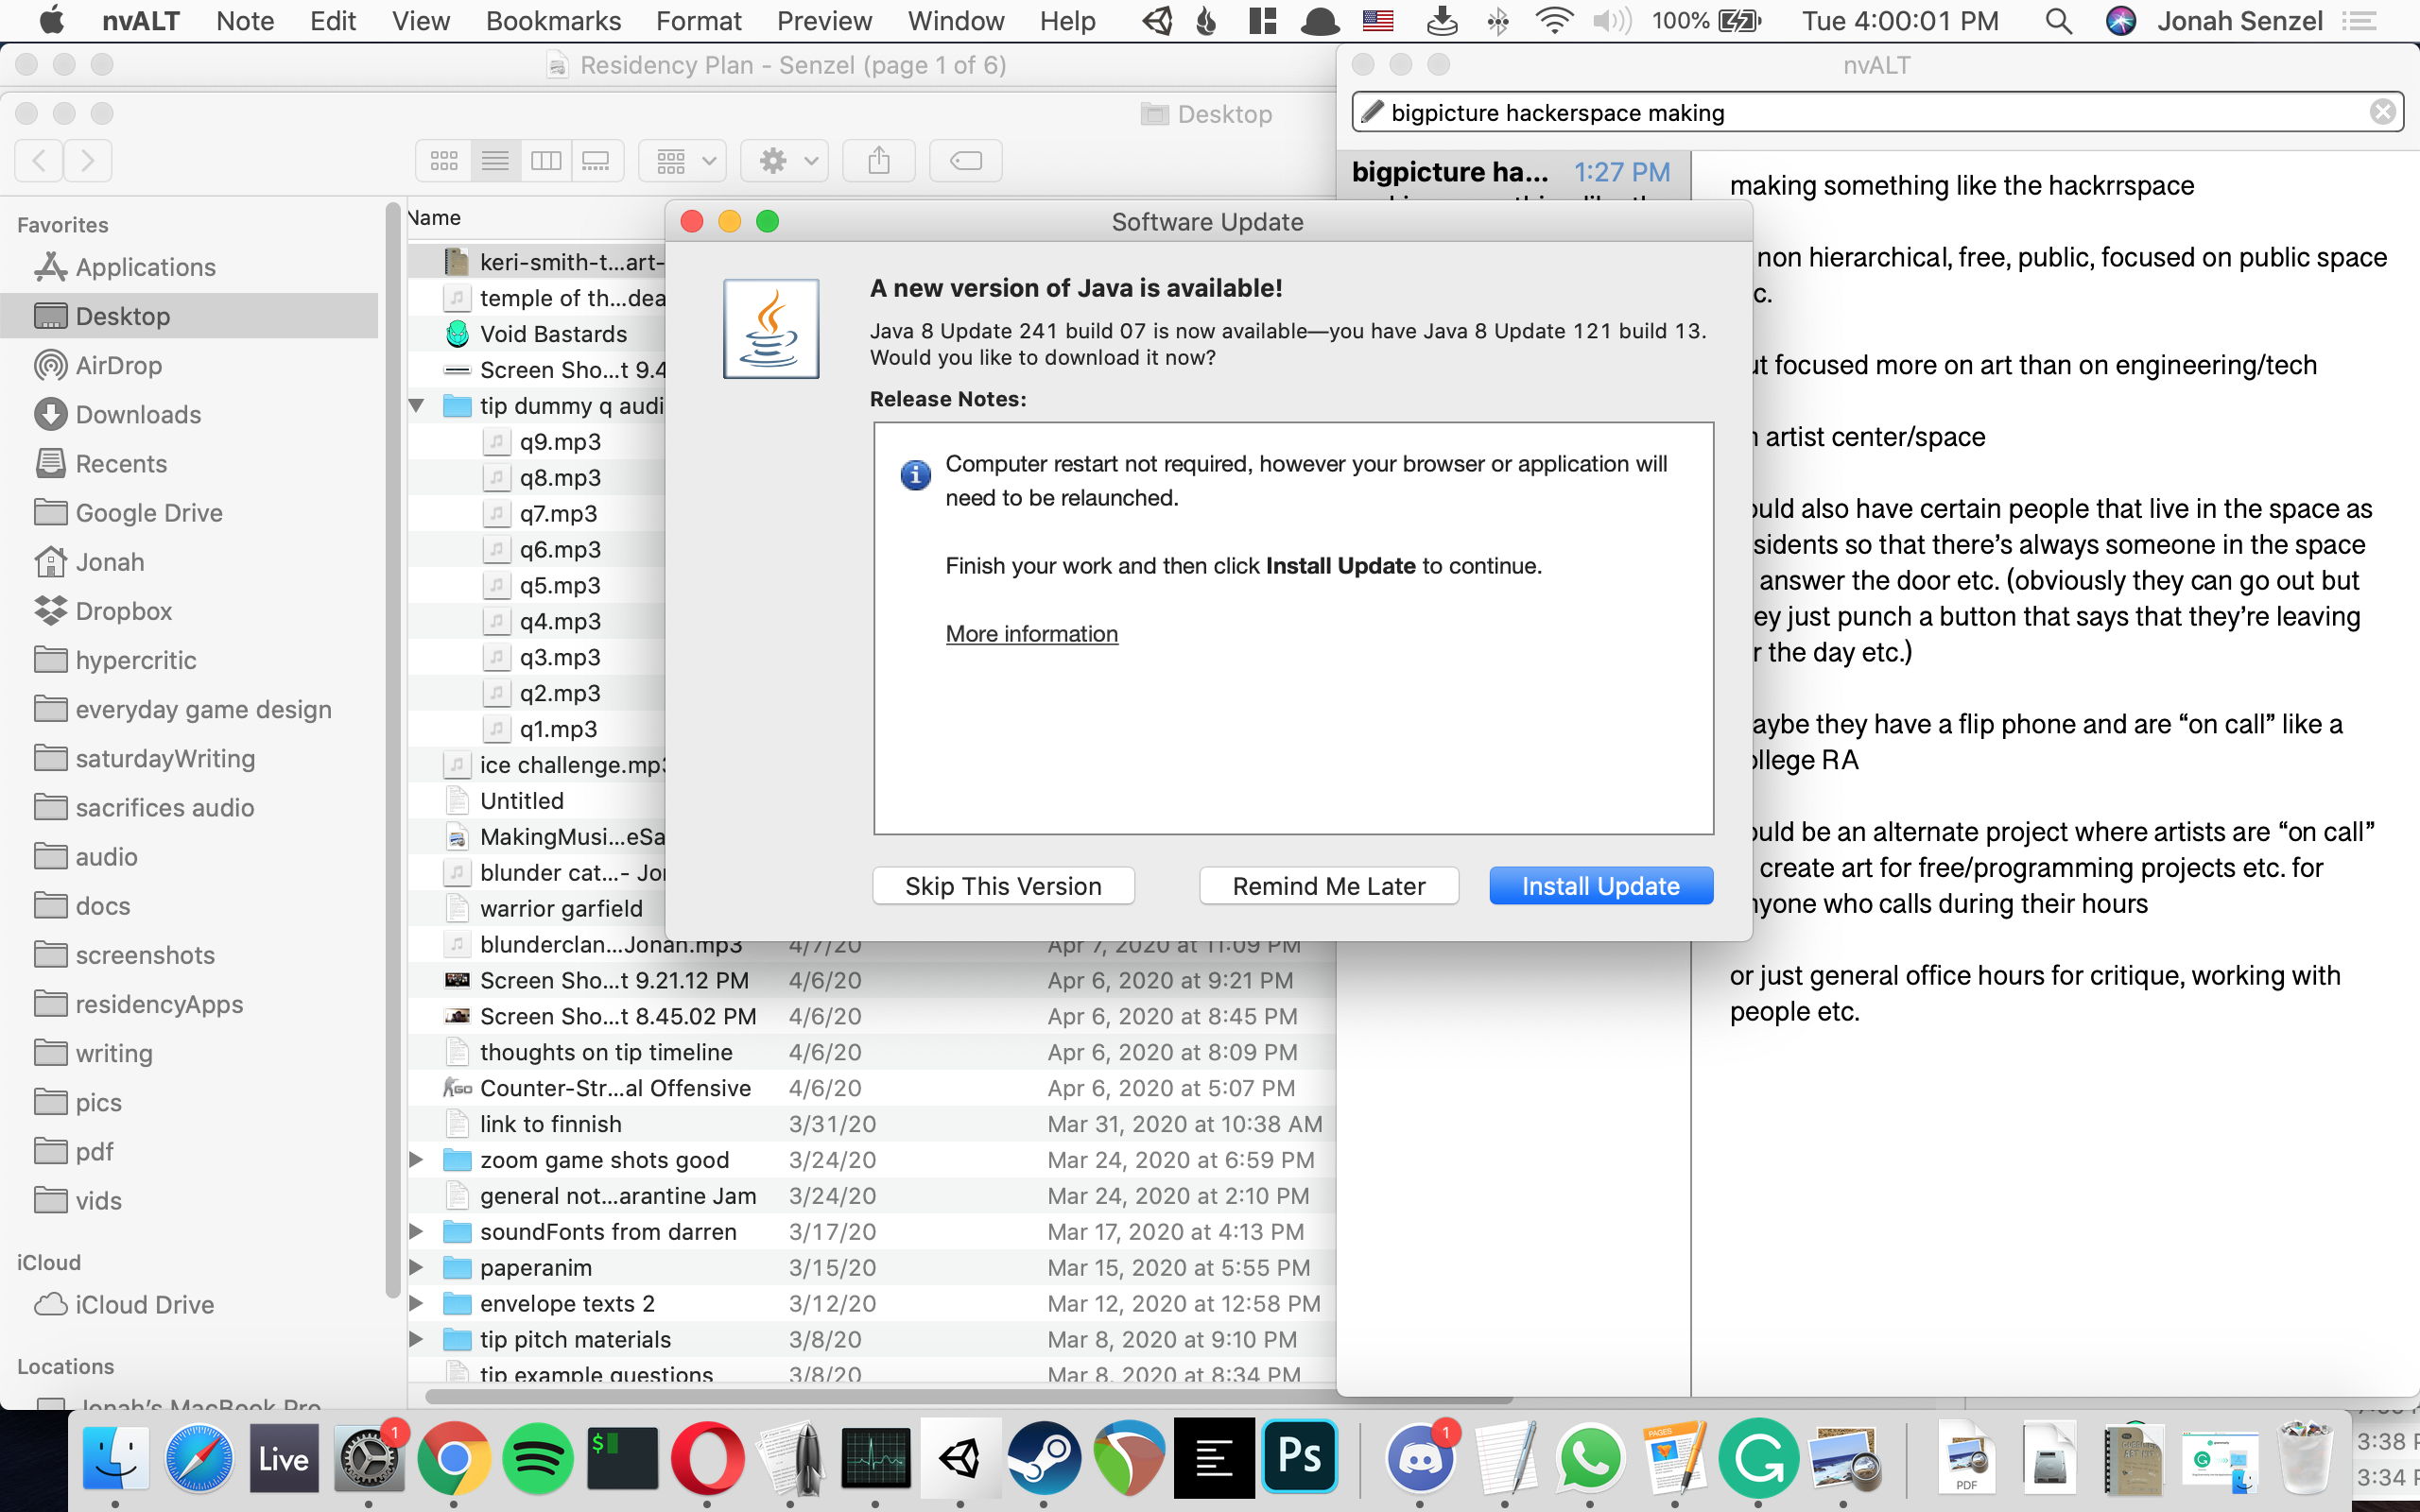 nvALT Note Edit View Bookmarks Format Preview Window Help 100% Tue 4:00:01 PM Jonah Senzel
Residency Plan - Senzel (page 1 of 6)
Desktop
Favorites
Applications
Desktop
AirDrop
Downloads
Recents
Google Drive
Jonah
Dropbox
hypercritic
everyday game design
saturdayWriting
sacrifices audio
audio
docs
screenshots
residencyApps
writing
pics
pdf
vids
iCloud
iCloud Drive
Locations
Jonah's MacBook Pro
Name
keri-smith-t...art-
temple of th...dea
Void Bastards
Screen Sho...t 9.4
tip dummy q audi
q9.mp3
q8.mp3
q7.mp3
q6.mp3
q5.mp3
q4.mp3
q3.mp3
q2.mp3
q1.mp3
ice challenge.mp3
Untitled
MakingMusi...eSa
blunder cat...- Jon
warrior garfield
blunderclan...Jonah.mp3 4/7/20 Apr 7, 2020 at 11:09 PM
Screen Sho...t 9.21.12 PM 4/6/20 Apr 6, 2020 at 9:21 PM
Screen Sho...t 8.45.02 PM 4/6/20 Apr 6, 2020 at 8:45 PM
thoughts on tip timeline 4/6/20 Apr 6, 2020 at 8:09 PM
Counter-Str...al Offensive 4/6/20 Apr 6, 2020 at 5:07 PM
link to finnish 3/31/20 Mar 31, 2020 at 10:38 AM
zoom game shots good 3/24/20 Mar 24, 2020 at 6:59 PM
general not...arantine Jam 3/24/20 Mar 24, 2020 at 2:10 PM
soundFonts from darren 3/17/20 Mar 17, 2020 at 4:13 PM
paperanim 3/15/20 Mar 15, 2020 at 5:55 PM
envelope texts 2 3/12/20 Mar 12, 2020 at 12:58 PM
tip pitch materials 3/8/20 Mar 8, 2020 at 9:10 PM
tip example questions 3/8/20 Mar 8, 2020 at 8:34 PM
Software Update
A new version of Java is available!
Java 8 Update 241 build 07 is now available—you have Java 8 Update 121 build 13.
Would you like to download it now?
Release Notes:
Computer restart not required, however your browser or application will
need to be relaunched.
Finish your work and then click Install Update to continue.
More information
Skip This Version Remind Me Later Install Update
nvALT
bigpicture hackerspace making
bigpicture ha... 1:27 PM
making something like the hackrrspace
non hierarchical, free, public, focused on public space
c.
ut focused more on art than on engineering/tech
artist center/space
ould also have certain people that live in the space as
sidents so that there's always someone in the space
answer the door etc. (obviously they can go out but
ey just punch a button that says that they're leaving
r the day etc.)
aybe they have a flip phone and are “on call” like a
ollege RA
ould be an alternate project where artists are “on call”
create art for free/programming projects etc. for
nyone who calls during their hours
or just general office hours for critique, working with
people etc.
Live
1
$
Ps
1
PAGES
PDF
3:38 P
3:34 P